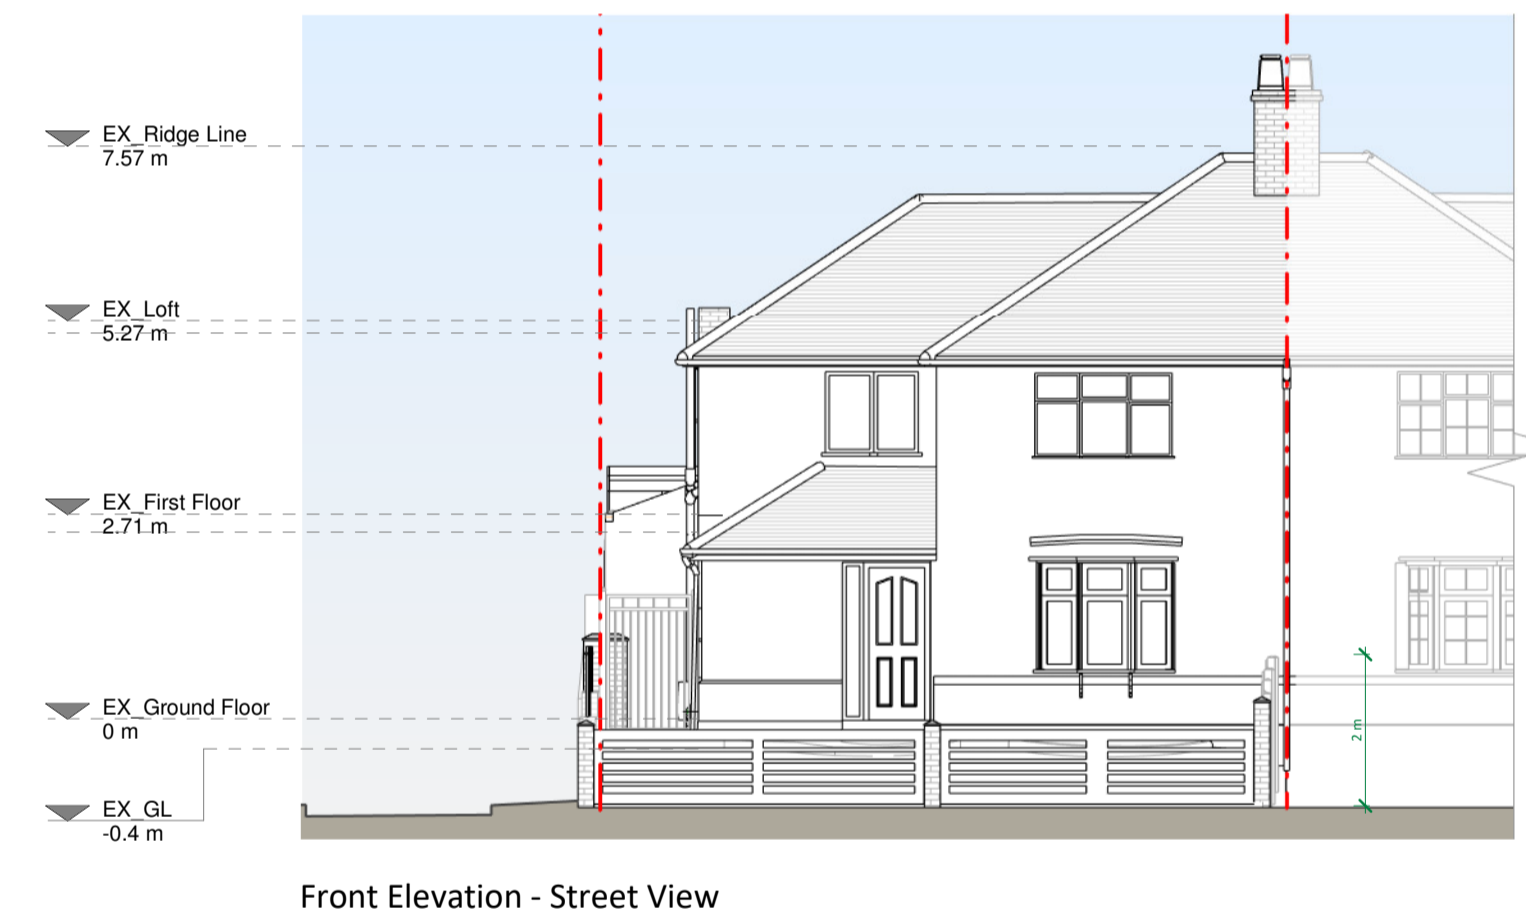 EX_Ridge Line
7.57 m
EX_Loft
5.27 m
EX_First Floor
2.71 m
EX_Ground Floor
0 m
2 m
EX_GL
-0.4 m
Front Elevation - Street View